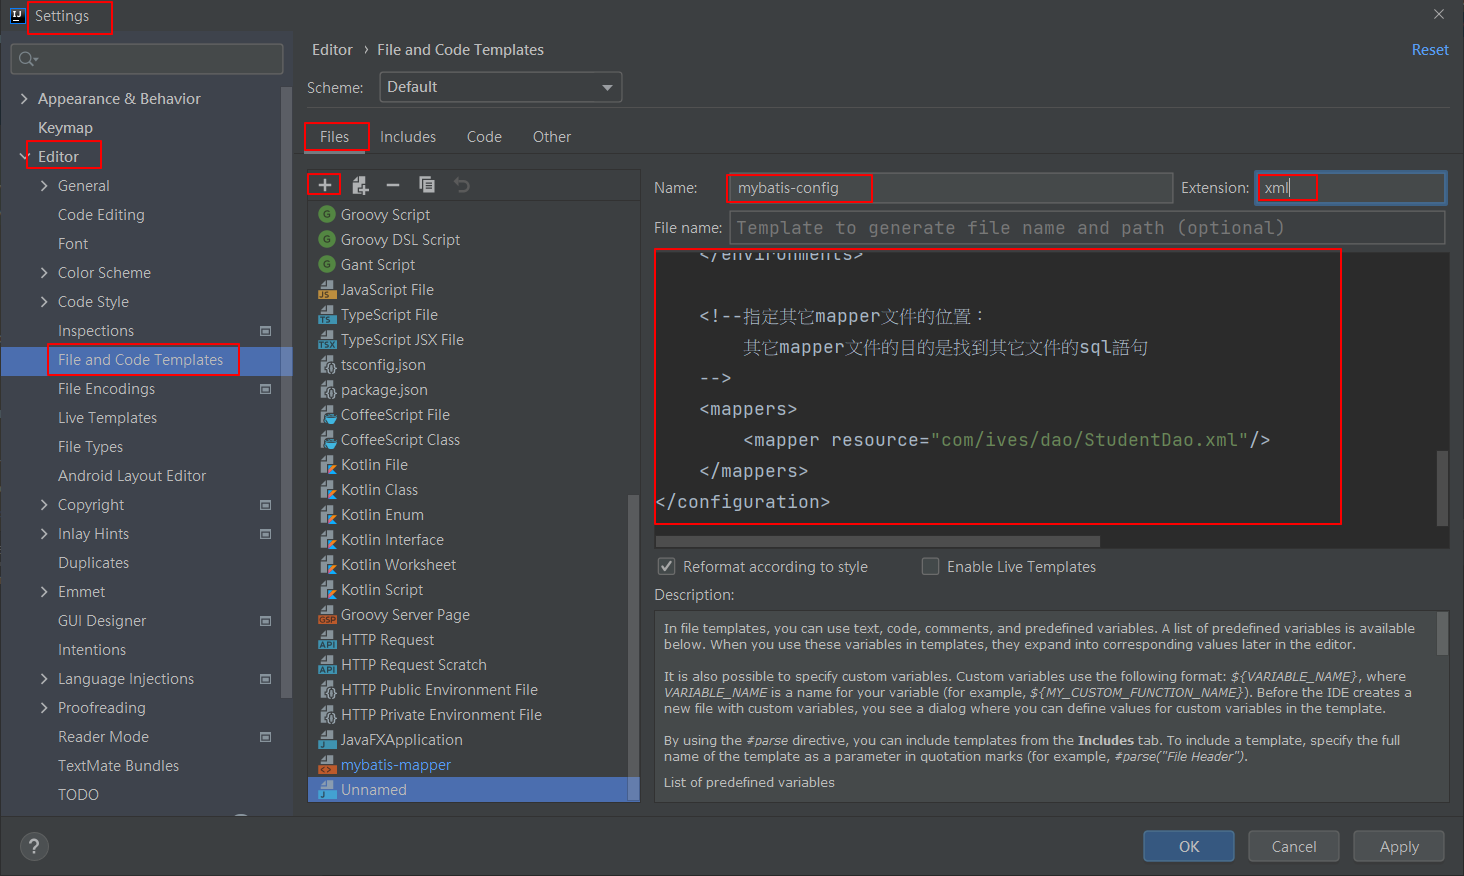 Settings
Editor › File and Code Templates
Reset
Scheme: Default
Appearance & Behavior
Keymap
Editor
General
Code Editing
Font
Color Scheme
Code Style
Inspections
File and Code Templates
File Encodings
Live Templates
File Types
Android Layout Editor
Copyright
Inlay Hints
Duplicates
Emmet
GUI Designer
Intentions
Language Injections
Proofreading
Reader Mode
TextMate Bundles
TODO
Files Includes Code Other
Groovy Script
Groovy DSL Script
Gant Script
JavaScript File
TypeScript File
TypeScript JSX File
tsconfig.json
package.json
CoffeeScript File
CoffeeScript Class
Kotlin File
Kotlin Class
Kotlin Enum
Kotlin Interface
Kotlin Worksheet
Kotlin Script
Groovy Server Page
HTTP Request
HTTP Request Scratch
HTTP Public Environment File
HTTP Private Environment File
JavaFXApplication
mybatis-mapper
Unnamed
Name: mybatis-config Extension: xml
File name: Template to generate file name and path (optional)
</environments>
<!--指定其它mapper文件的位置：
其它mapper文件的目的是找到其它文件的sql語句
-->
<mappers>
<mapper resource="com/ives/dao/StudentDao.xml"/>
</mappers>
</configuration>
Reformat according to style Enable Live Templates
Description:
In file templates, you can use text, code, comments, and predefined variables. A list of predefined variables is available
below. When you use these variables in templates, they expand into corresponding values later in the editor.
It is also possible to specify custom variables. Custom variables use the following format: ${VARIABLE_NAME}, where
VARIABLE_NAME is a name for your variable (for example, ${MY_CUSTOM_FUNCTION_NAME}). Before the IDE creates a
new file with custom variables, you see a dialog where you can define values for custom variables in the template.
By using the #parse directive, you can include templates from the Includes tab. To include a template, specify the full
name of the template as a parameter in quotation marks (for example, #parse("File Header").
List of predefined variables
? OK Cancel Apply